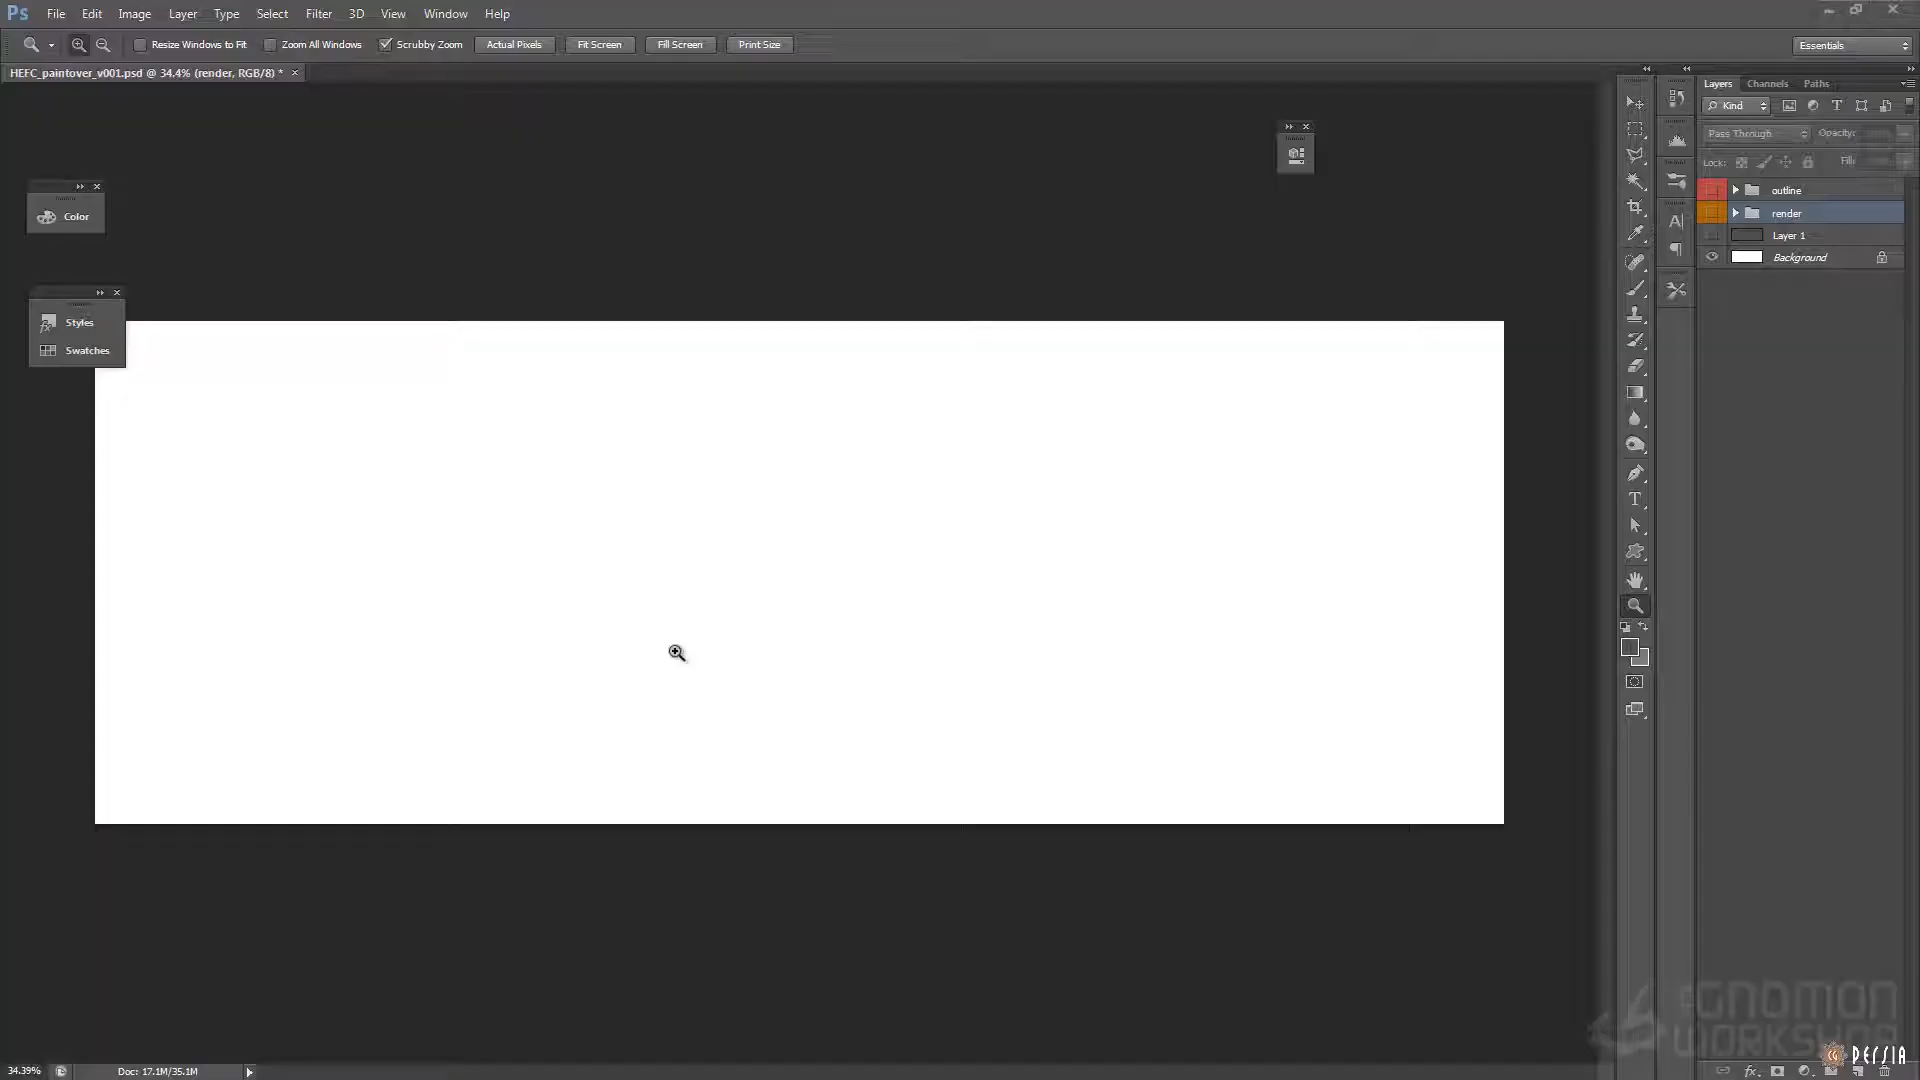 Ps File Edit Image Layer Type Select Filter 3D View Window Help
Resize Windows to Fit Zoom All Windows Scrubby Zoom Actual Pixels Fit Screen Fill Screen Print Size Essentials
HEFC_paintover_v001.psd @ 34.4% (render, RGB/8) *
Layers Channels Paths
Kind
Pass Through Opacity:
Lock: Fill:
outline
render
Layer 1
Background
Color
Styles
Swatches
GNOMON
WORKSHOP
PERSIA
34.39% Doc: 17.1M/35.1M